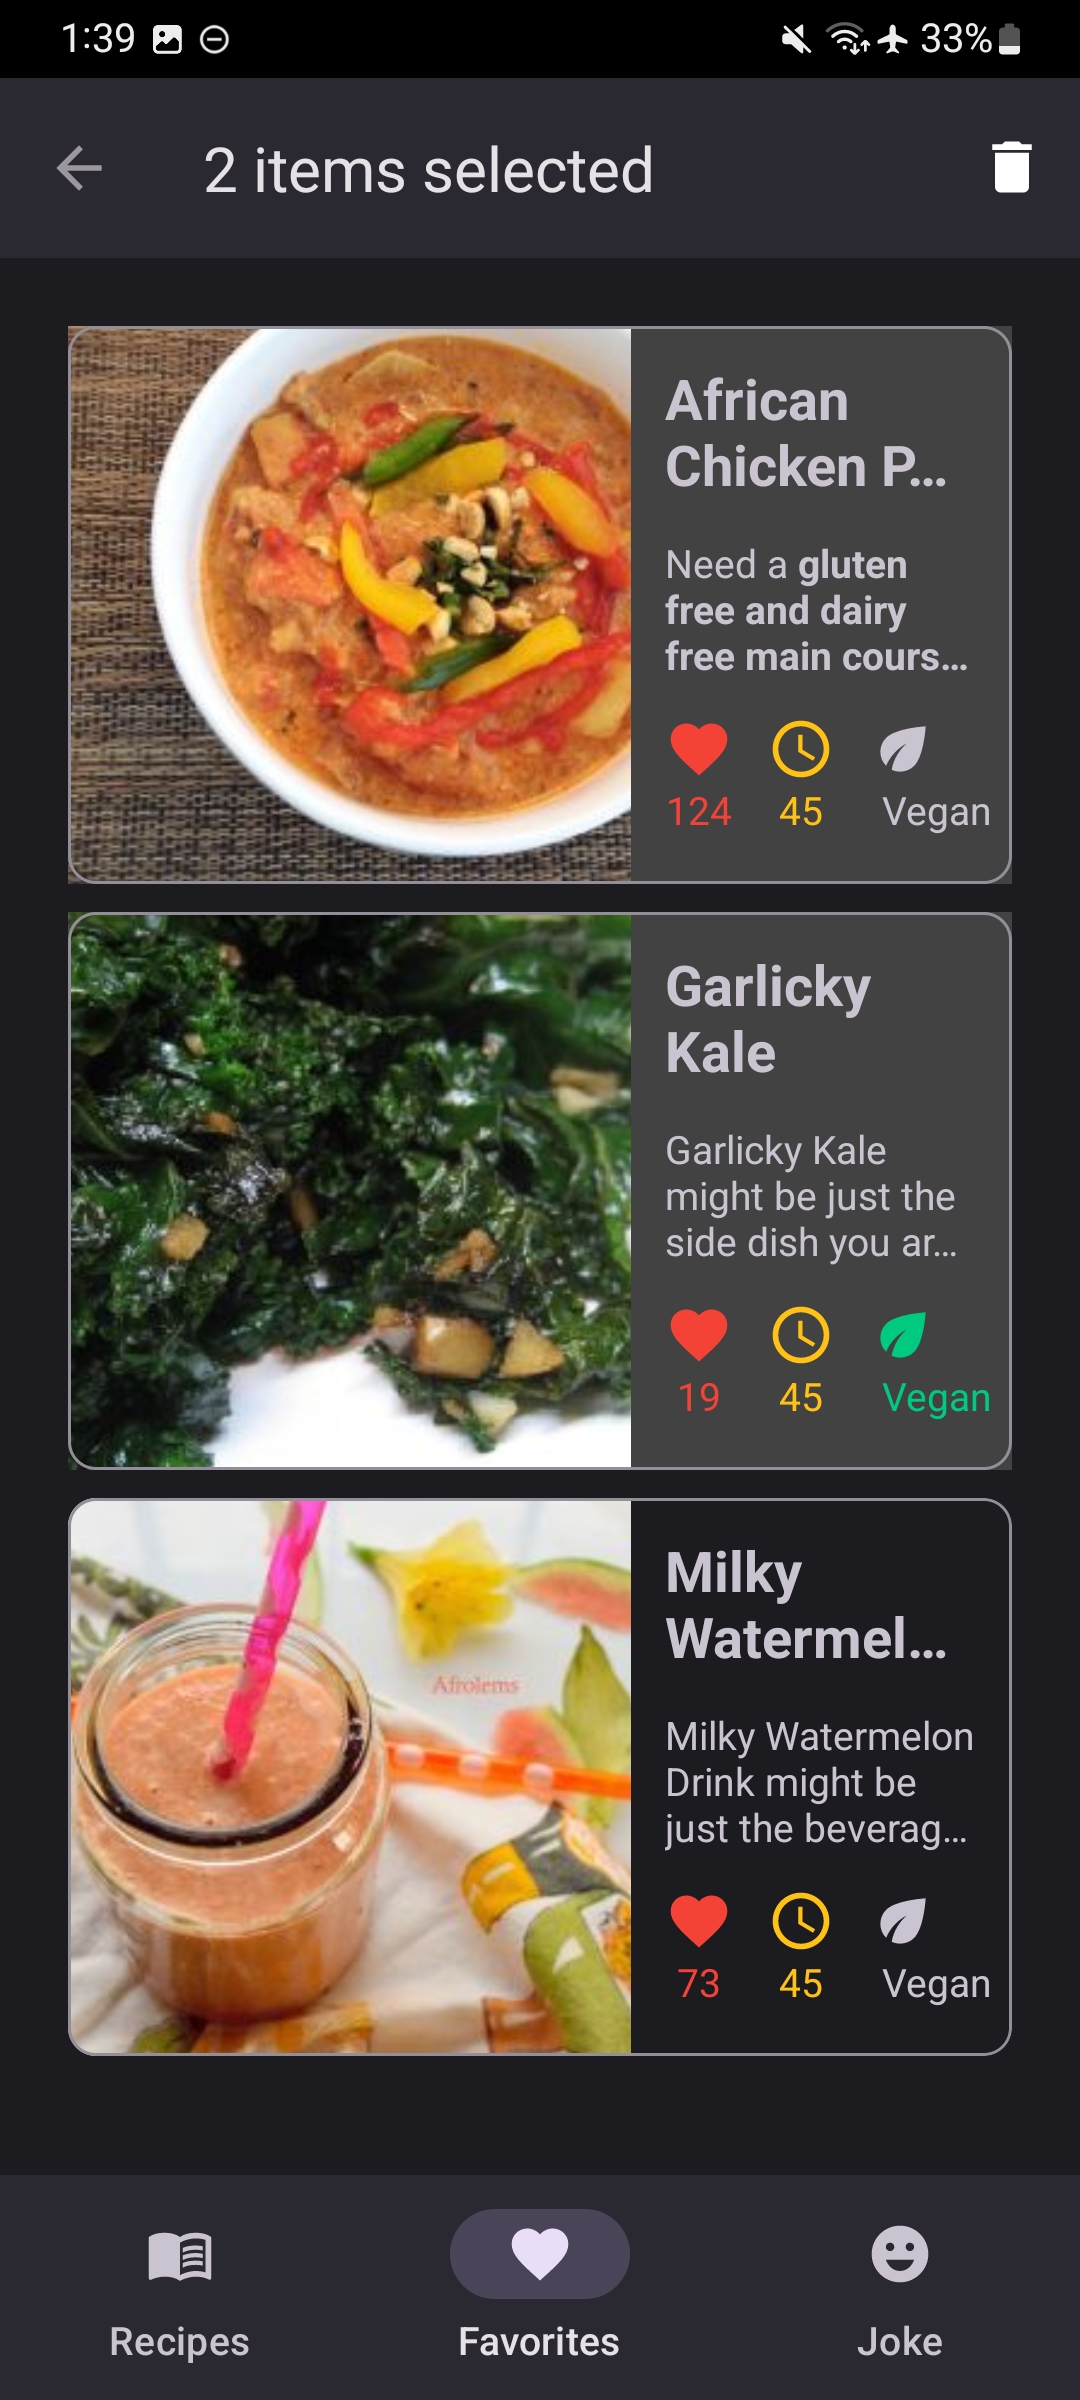 1:39
33%
2 items selected
African
Chicken P...
Need a gluten
free and dairy
free main cours...
124 45 Vegan
Garlicky
Kale
Garlicky Kale
might be just the
side dish you ar...
19 45 Vegan
Afrolems
Milky
Watermel...
Milky Watermelon
Drink might be
just the beverag...
73 45 Vegan
Recipes Favorites Joke